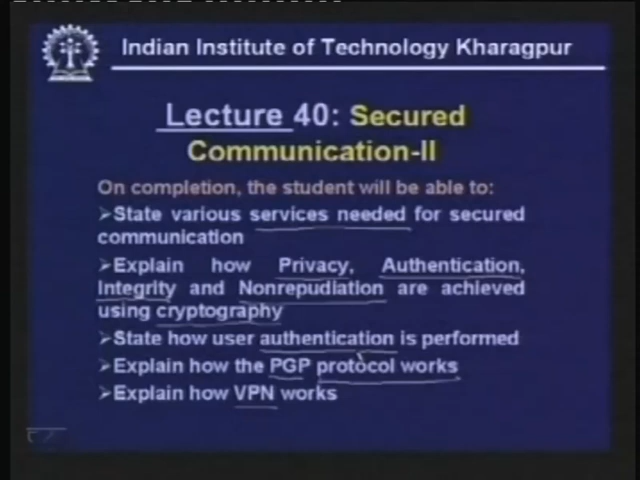 Indian Institute of Technology Kharagpur
Lecture 40: Secured
Communication-II
On completion, the student will be able to:
➢State various services needed for secured
communication
➢Explain how Privacy, Authentication,
Integrity and Nonrepudiation are achieved
using cryptography
➢State how user authentication is performed
➢Explain how the PGP protocol works
➢Explain how VPN works